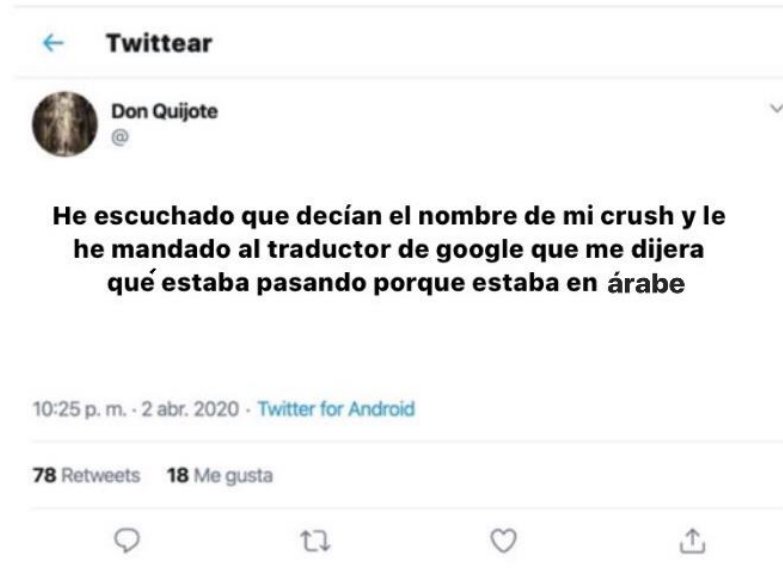 Twittear
Don Quijote
@
He escuchado que decían el nombre de mi crush y le
he mandado al traductor de google que me dijera
qué estaba pasando porque estaba en árabe
10:25 p. m. · 2 abr. 2020 · Twitter for Android
78 Retweets 18 Me gusta